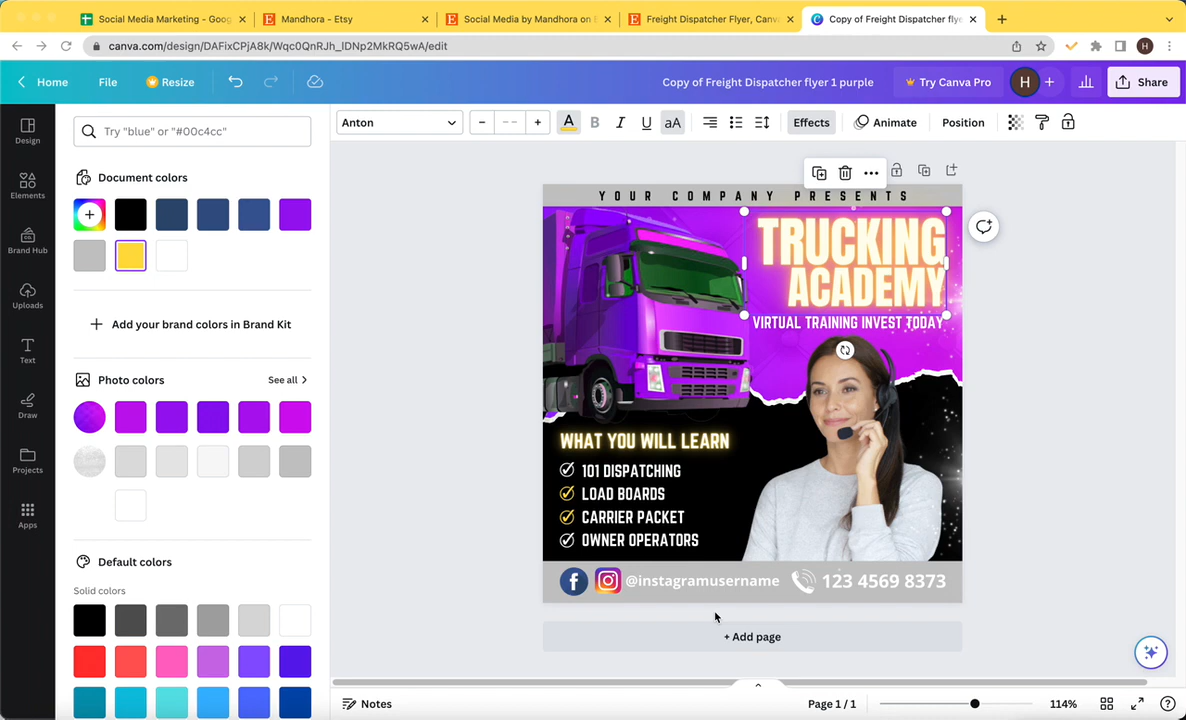 Social Media Marketing - Goog
Mandhora - Etsy
Social Media by Mandhora on E
Freight Dispatcher Flyer, Canva
Copy of Freight Dispatcher flye
canva.com/design/DAFixCPjA8k/Wqc0QnRJh_IDNp2MkRQ5wA/edit
H
Home
File
Resize
Copy of Freight Dispatcher flyer 1 purple
Try Canva Pro
H
Share
Design
Elements
Brand Hub
Uploads
Text
Draw
Projects
Apps
Try "blue" or "#00c4cc"
Document colors
Add your brand colors in Brand Kit
Photo colors
See all
Default colors
Solid colors
Anton
A
B
I
U
aA
Effects
Animate
Position
YOUR COMPANY PRESENTS
TRUCKING
ACADEMY
VIRTUAL TRAINING INVEST TODAY
WHAT YOU WILL LEARN
101 DISPATCHING
LOAD BOARDS
CARRIER PACKET
OWNER OPERATORS
@instagramusername
123 4569 8373
+ Add page
Notes
Page 1 / 1
114%